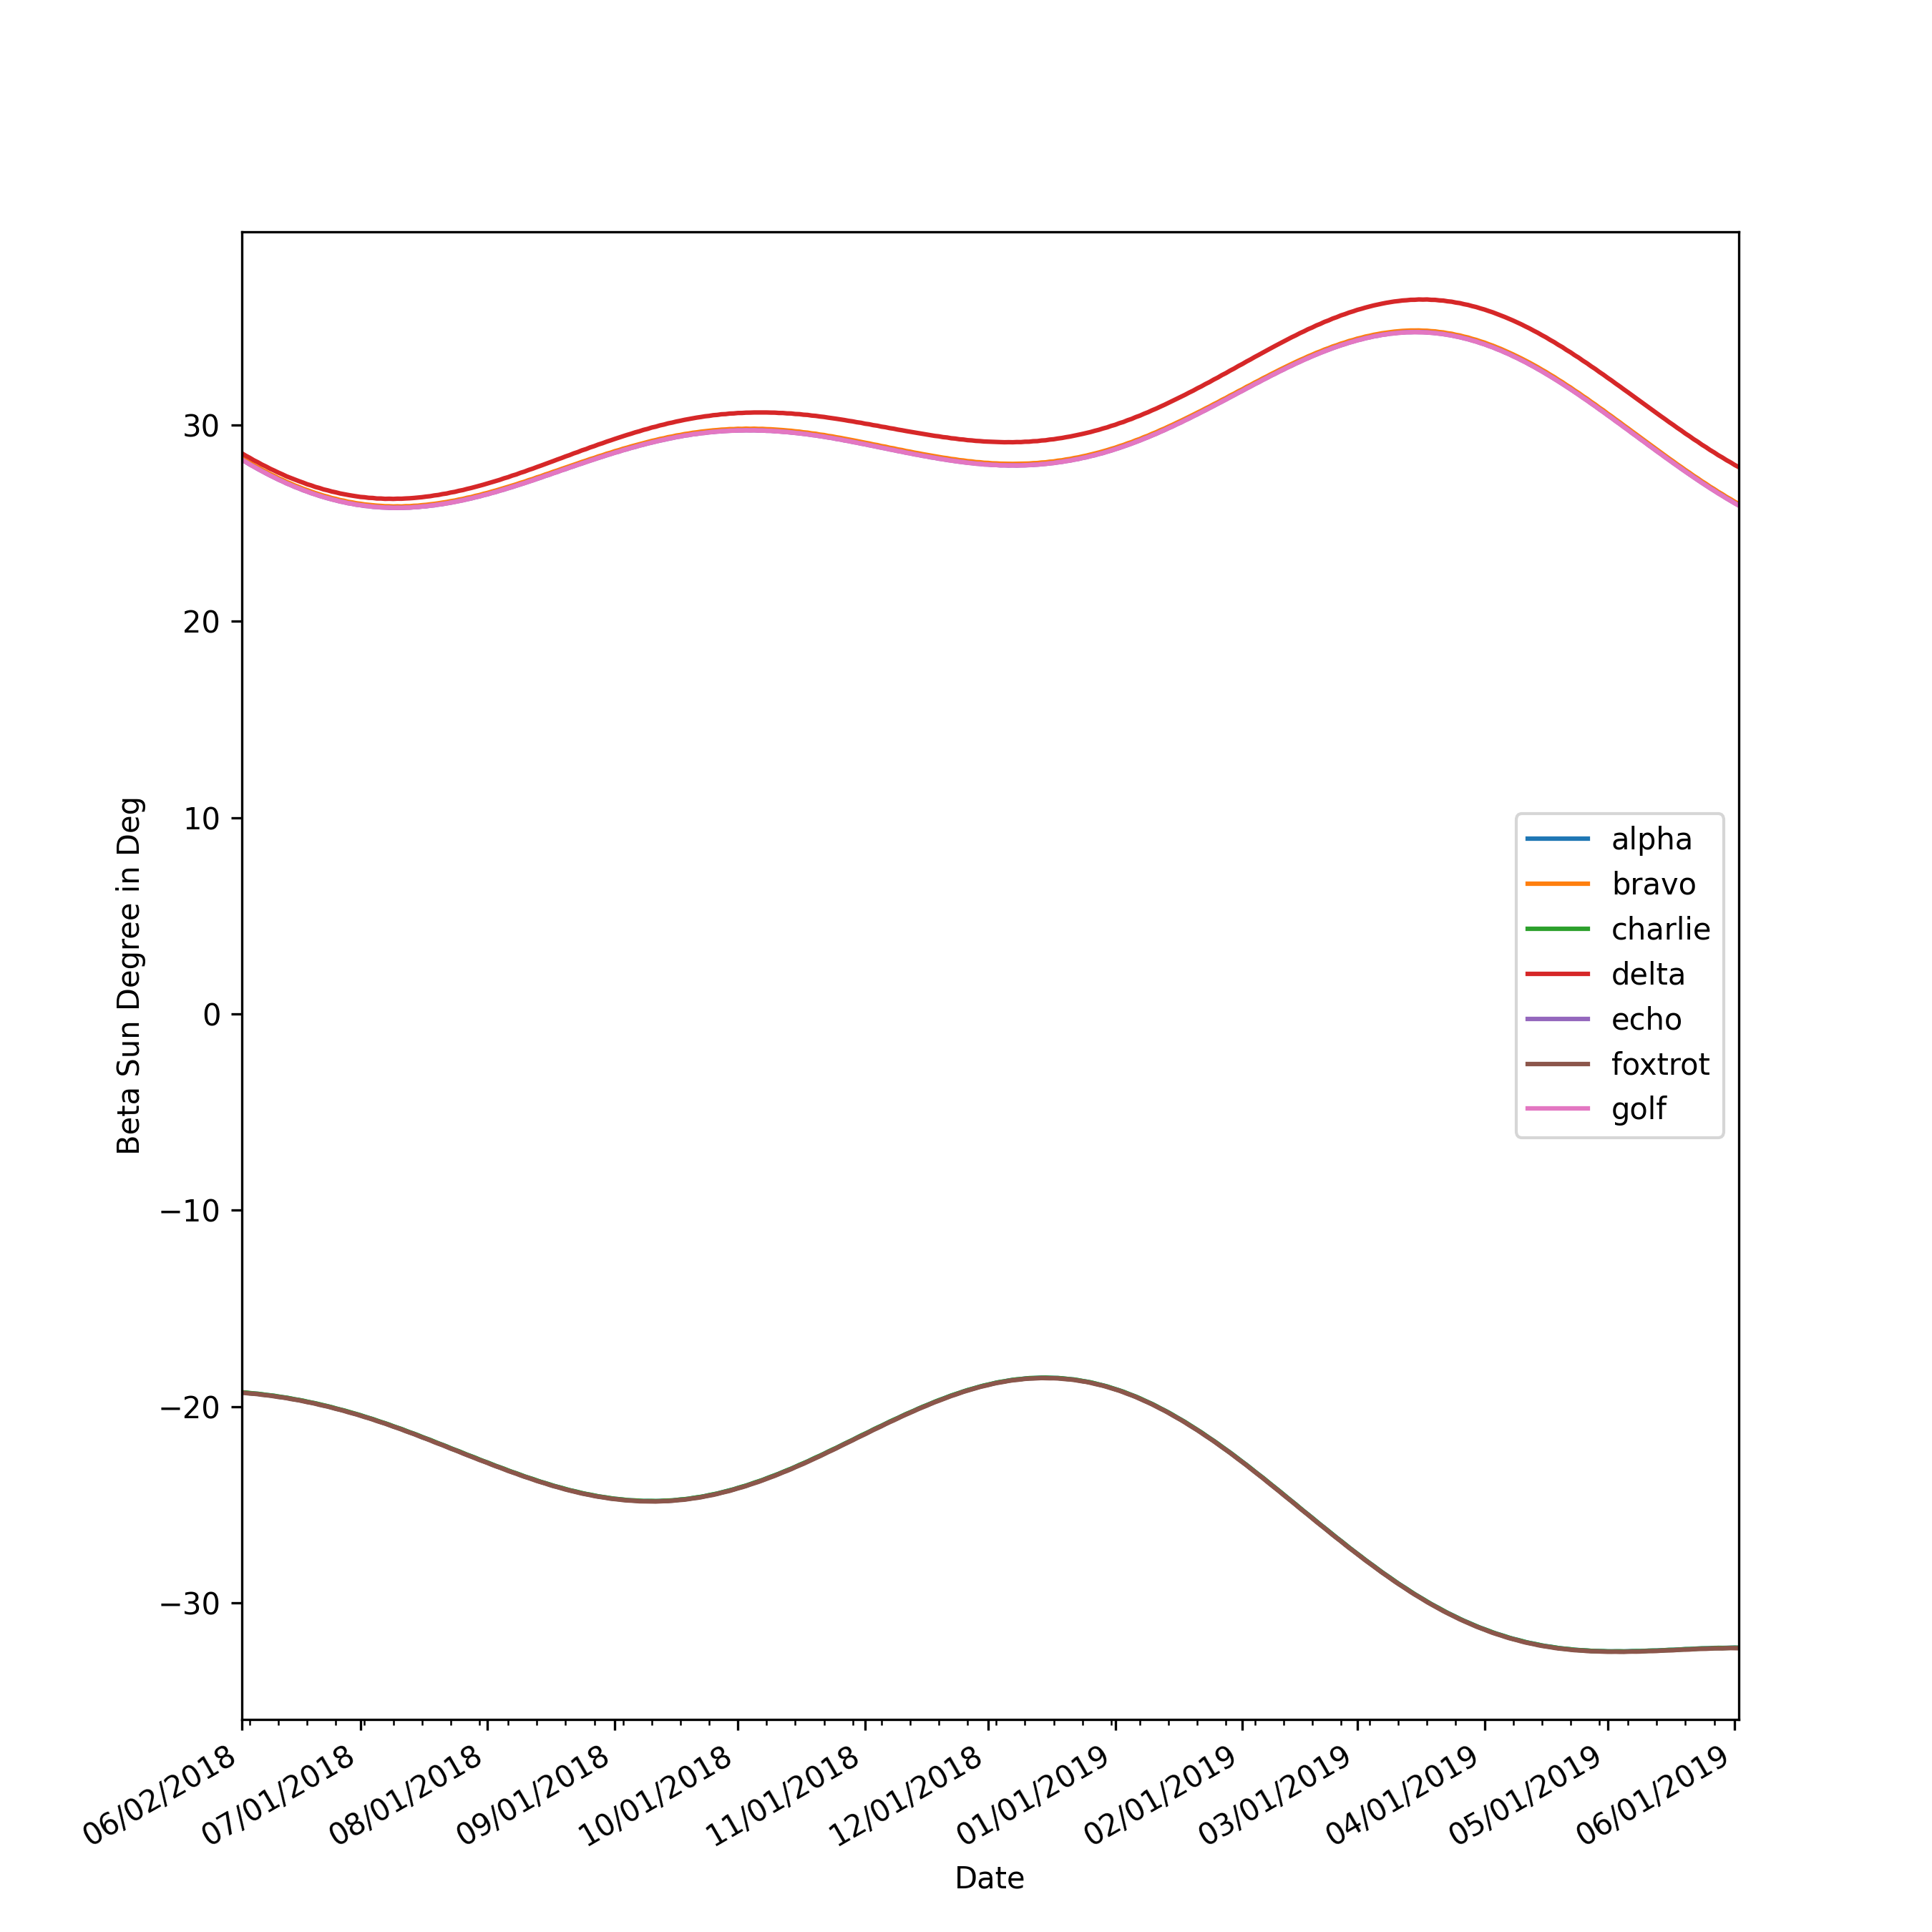 30
20
10
0
−10
−20
−30
Beta Sun Degree in Deg
alpha
bravo
charlie
delta
echo
foxtrot
golf
06/02/2018
07/01/2018
08/01/2018
09/01/2018
10/01/2018
11/01/2018
12/01/2018
01/01/2019
02/01/2019
03/01/2019
04/01/2019
05/01/2019
06/01/2019
Date